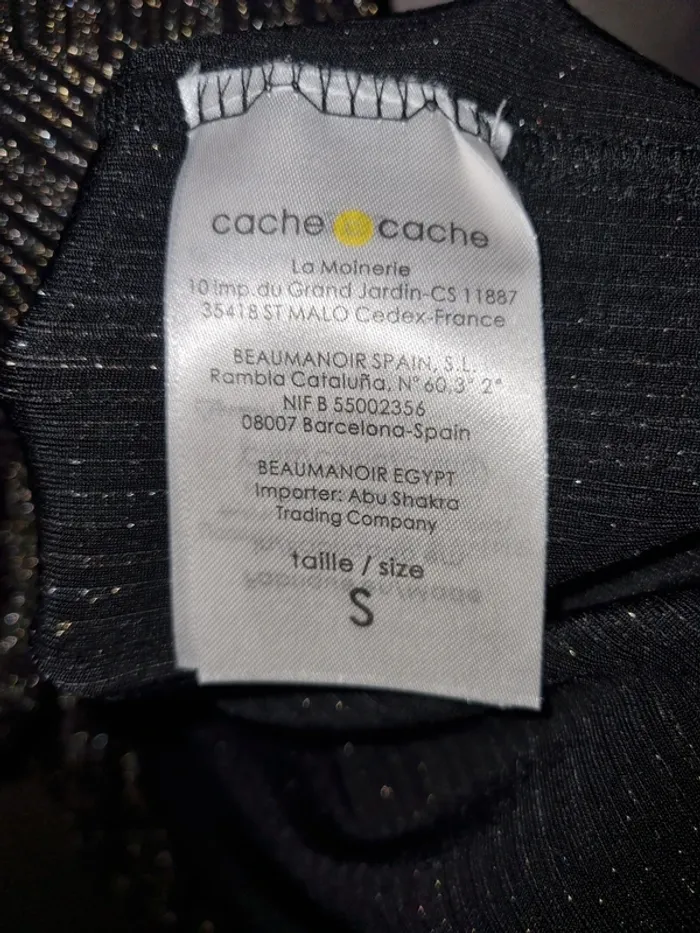 cache cache
La Moinerie
10 imp. du Grand Jardin-CS 11887
35418 ST MALO Cedex-France
BEAUMANOIR SPAIN, S.L.
Rambla Cataluña, N° 60,3° 2ª
NIF B 55002356
08007 Barcelona-Spain
BEAUMANOIR EGYPT
Importer: Abu Shakra
Trading Company
taille / size
S